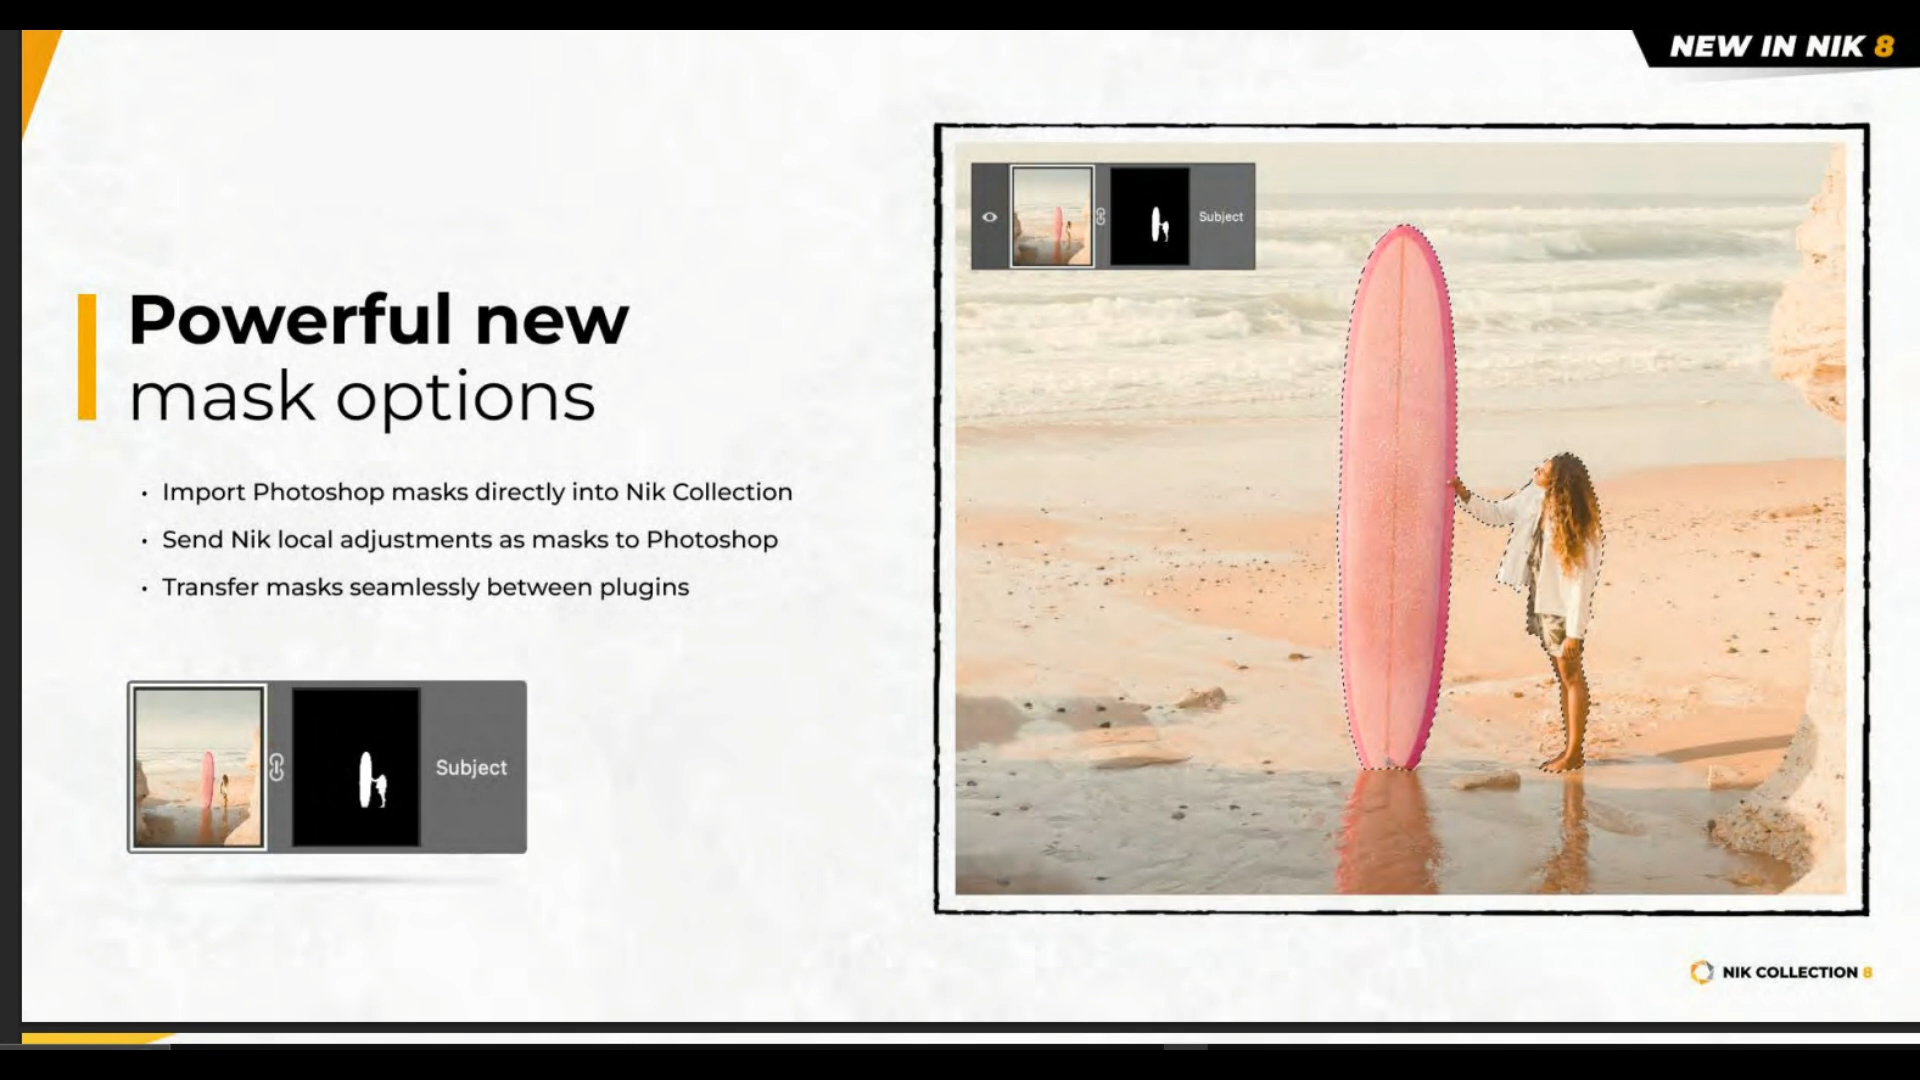 NEW IN NIK 8
Powerful new
mask options
• Import Photoshop masks directly into Nik Collection
• Send Nik local adjustments as masks to Photoshop
• Transfer masks seamlessly between plugins
Subject
Subject
NIK COLLECTION 8